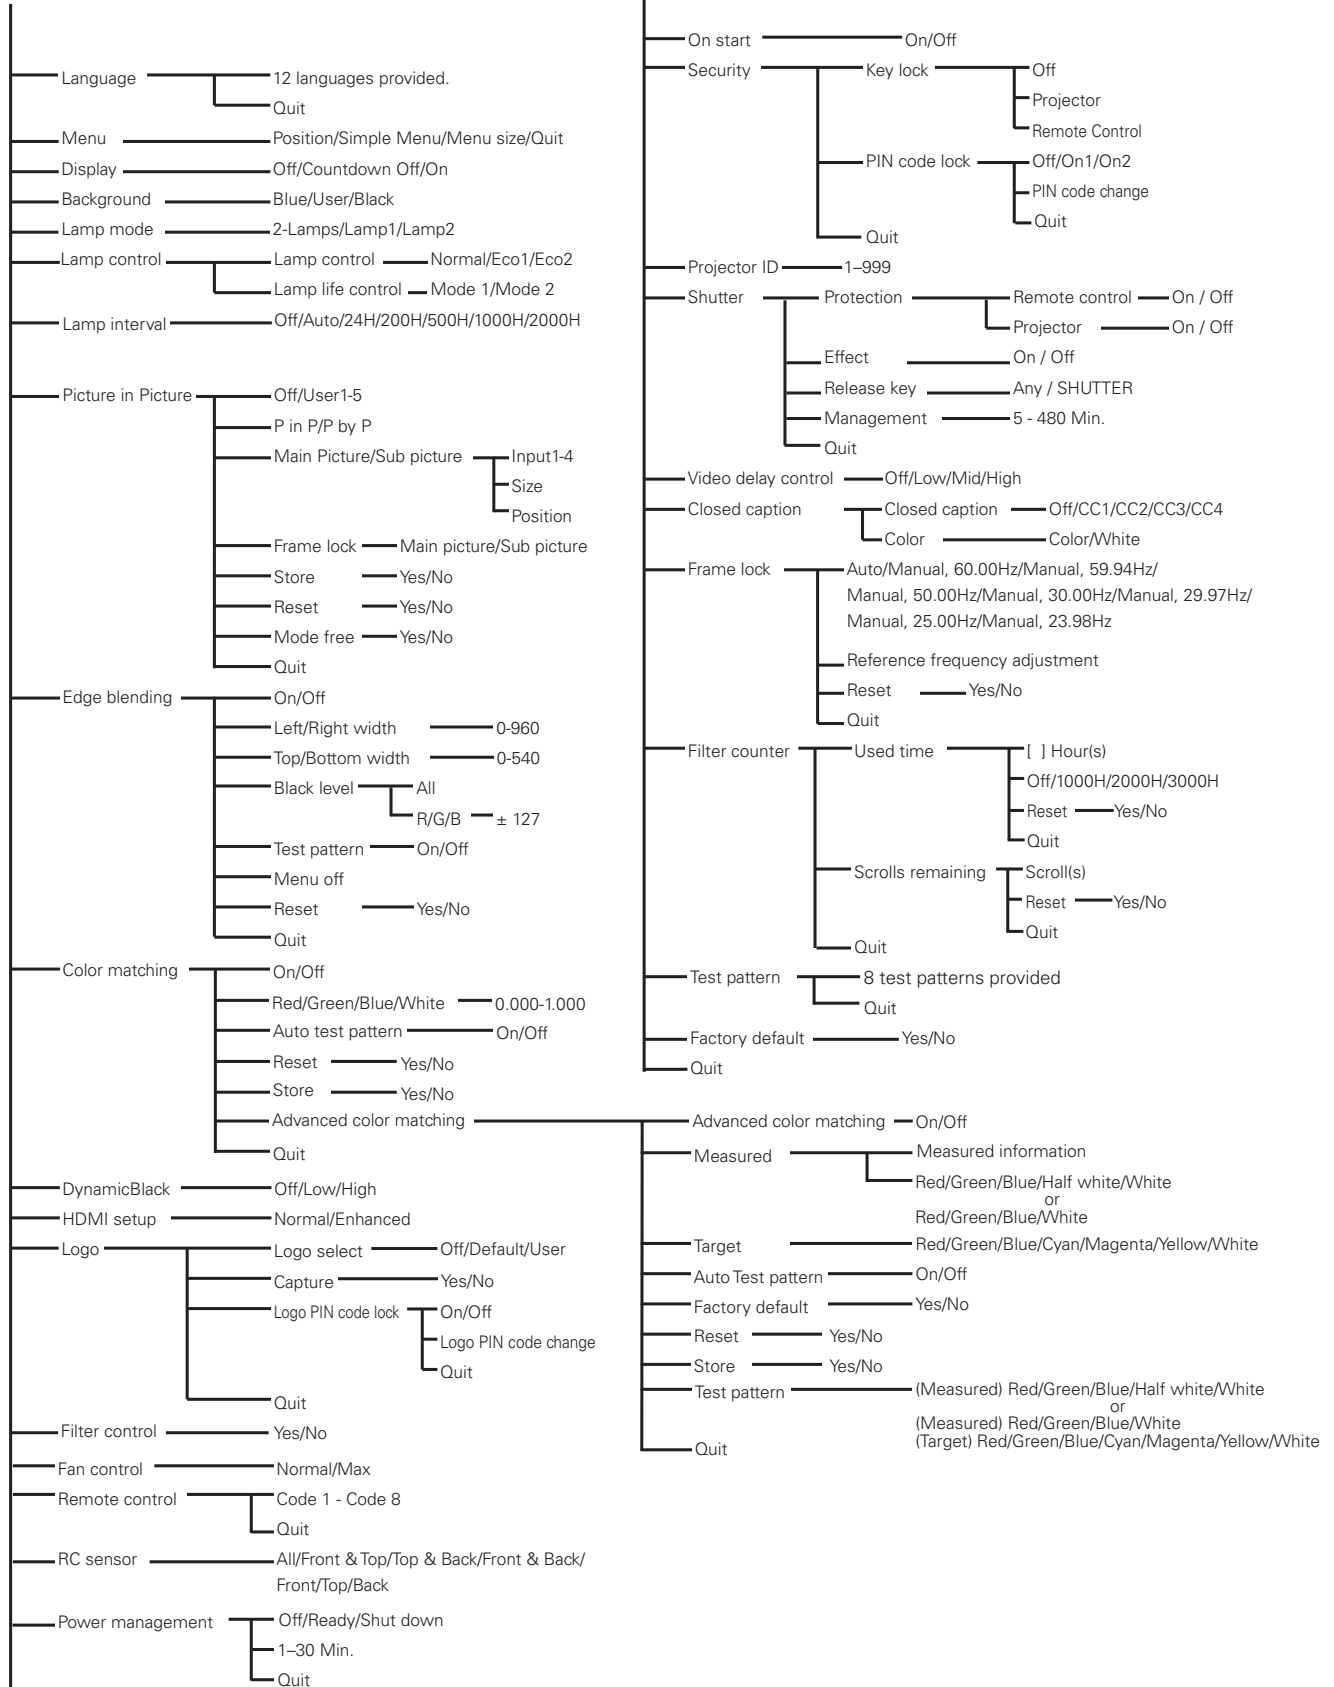 Language 12 languages provided.
Quit
Menu Position/Simple Menu/Menu size/Quit
Display Off/Countdown Off/On
Background Blue/User/Black
Lamp mode 2-Lamps/Lamp1/Lamp2
Lamp control Lamp control Normal/Eco1/Eco2
Lamp life control Mode 1/Mode 2
Lamp interval Off/Auto/24H/200H/500H/1000H/2000H
Picture in Picture Off/User1-5
P in P/P by P
Main Picture/Sub picture Input1-4
Size
Position
Frame lock Main picture/Sub picture
Store Yes/No
Reset Yes/No
Mode free Yes/No
Quit
Edge blending On/Off
Left/Right width 0-960
Top/Bottom width 0-540
Black level All
R/G/B ± 127
Test pattern On/Off
Menu off
Reset Yes/No
Quit
Color matching On/Off
Red/Green/Blue/White 0.000-1.000
Auto test pattern On/Off
Reset Yes/No
Store Yes/No
Advanced color matching
Quit
DynamicBlack Off/Low/High
HDMI setup Normal/Enhanced
Logo Logo select Off/Default/User
Capture Yes/No
Logo PIN code lock On/Off
Logo PIN code change
Quit
Quit
Filter control Yes/No
Fan control Normal/Max
Remote control Code 1 - Code 8
Quit
RC sensor All/Front & Top/Top & Back/Front & Back/
Front/Top/Back
Power management Off/Ready/Shut down
1–30 Min.
Quit
On start On/Off
Security Key lock Off
Projector
Remote Control
PIN code lock Off/On1/On2
PIN code change
Quit
Quit
Projector ID 1–999
Shutter Protection Remote control On / Off
Projector On / Off
Effect On / Off
Release key Any / SHUTTER
Management 5 - 480 Min.
Quit
Video delay control Off/Low/Mid/High
Closed caption Closed caption Off/CC1/CC2/CC3/CC4
Color Color/White
Frame lock Auto/Manual, 60.00Hz/Manual, 59.94Hz/
Manual, 50.00Hz/Manual, 30.00Hz/Manual, 29.97Hz/
Manual, 25.00Hz/Manual, 23.98Hz
Reference frequency adjustment
Reset Yes/No
Quit
Filter counter Used time [ ] Hour(s)
Off/1000H/2000H/3000H
Reset Yes/No
Quit
Scrolls remaining Scroll(s)
Reset Yes/No
Quit
Quit
Test pattern 8 test patterns provided
Quit
Factory default Yes/No
Quit
Advanced color matching On/Off
Measured Measured information
Red/Green/Blue/Half white/White
or
Red/Green/Blue/White
Target Red/Green/Blue/Cyan/Magenta/Yellow/White
Auto Test pattern On/Off
Factory default Yes/No
Reset Yes/No
Store Yes/No
Test pattern (Measured) Red/Green/Blue/Half white/White
or
(Measured) Red/Green/Blue/White
(Target) Red/Green/Blue/Cyan/Magenta/Yellow/White
Quit